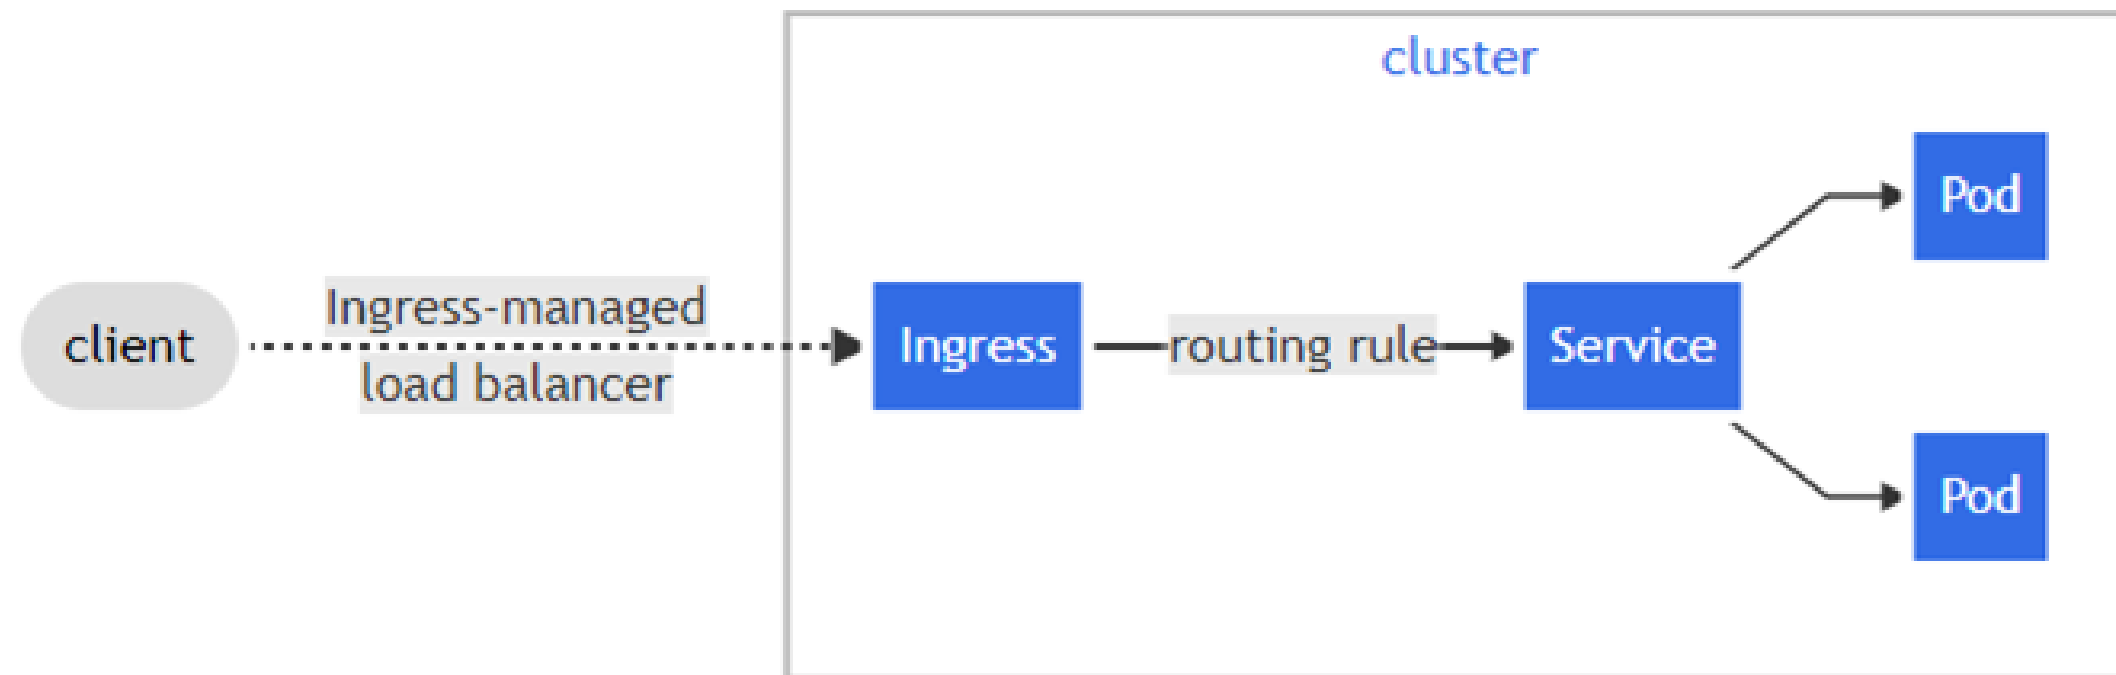 cluster
Pod
client
Ingress-managed
load balancer
Ingress
routing rule
Service
Pod